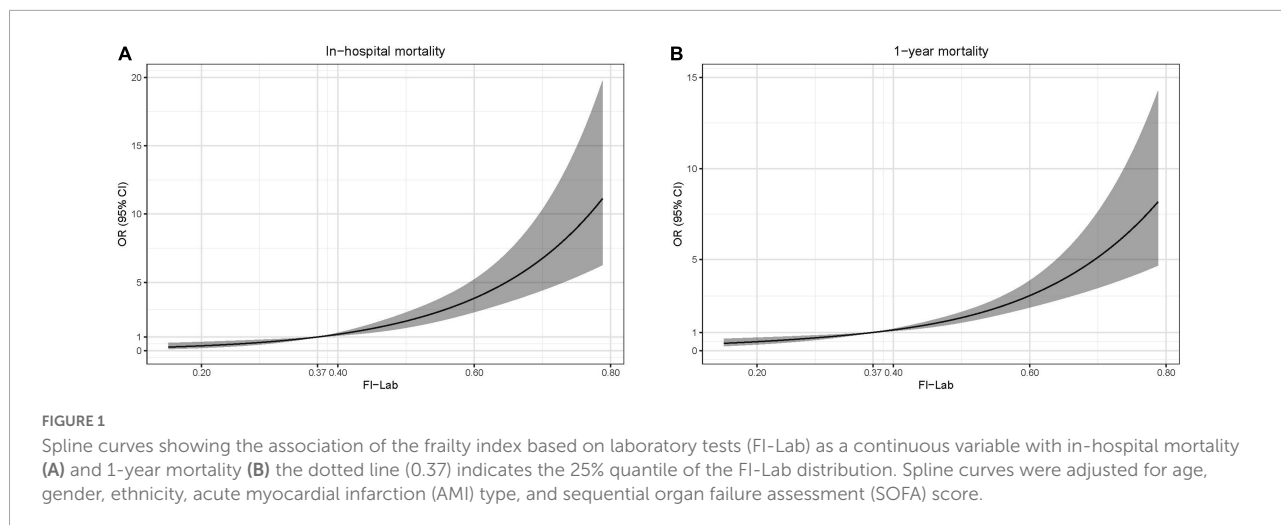 A
In−hospital mortality
20
15
10
5
1
0
OR (95% CI)
0.20
0.37
0.40
0.60
0.80
FI−Lab
B
1−year mortality
15
10
5
1
0
OR (95% CI)
0.20
0.37
0.40
0.60
0.80
FI−Lab
FIGURE 1
Spline curves showing the association of the frailty index based on laboratory tests (FI-Lab) as a continuous variable with in-hospital mortality
(A) and 1-year mortality (B) the dotted line (0.37) indicates the 25% quantile of the FI-Lab distribution. Spline curves were adjusted for age,
gender, ethnicity, acute myocardial infarction (AMI) type, and sequential organ failure assessment (SOFA) score.